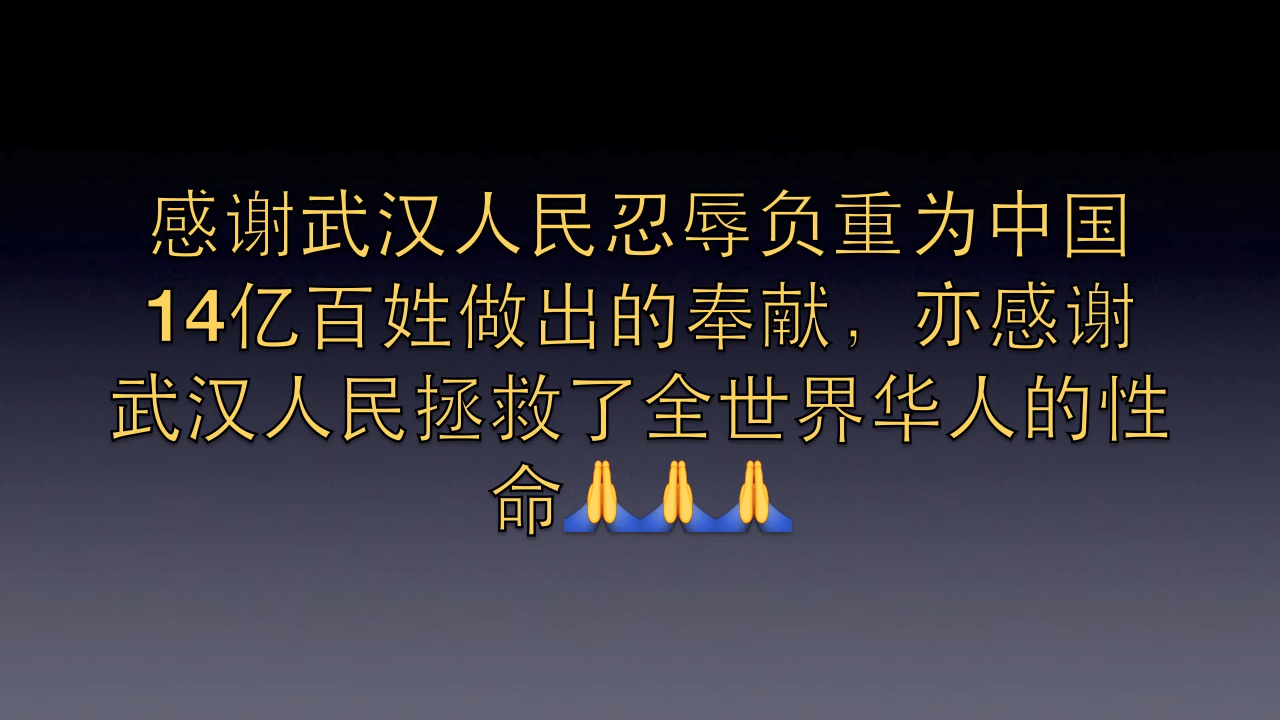 感谢武汉人民忍辱负重为中国
14亿百姓做出的奉献，亦感谢
武汉人民拯救了全世界华人的性
命🙏🙏🙏